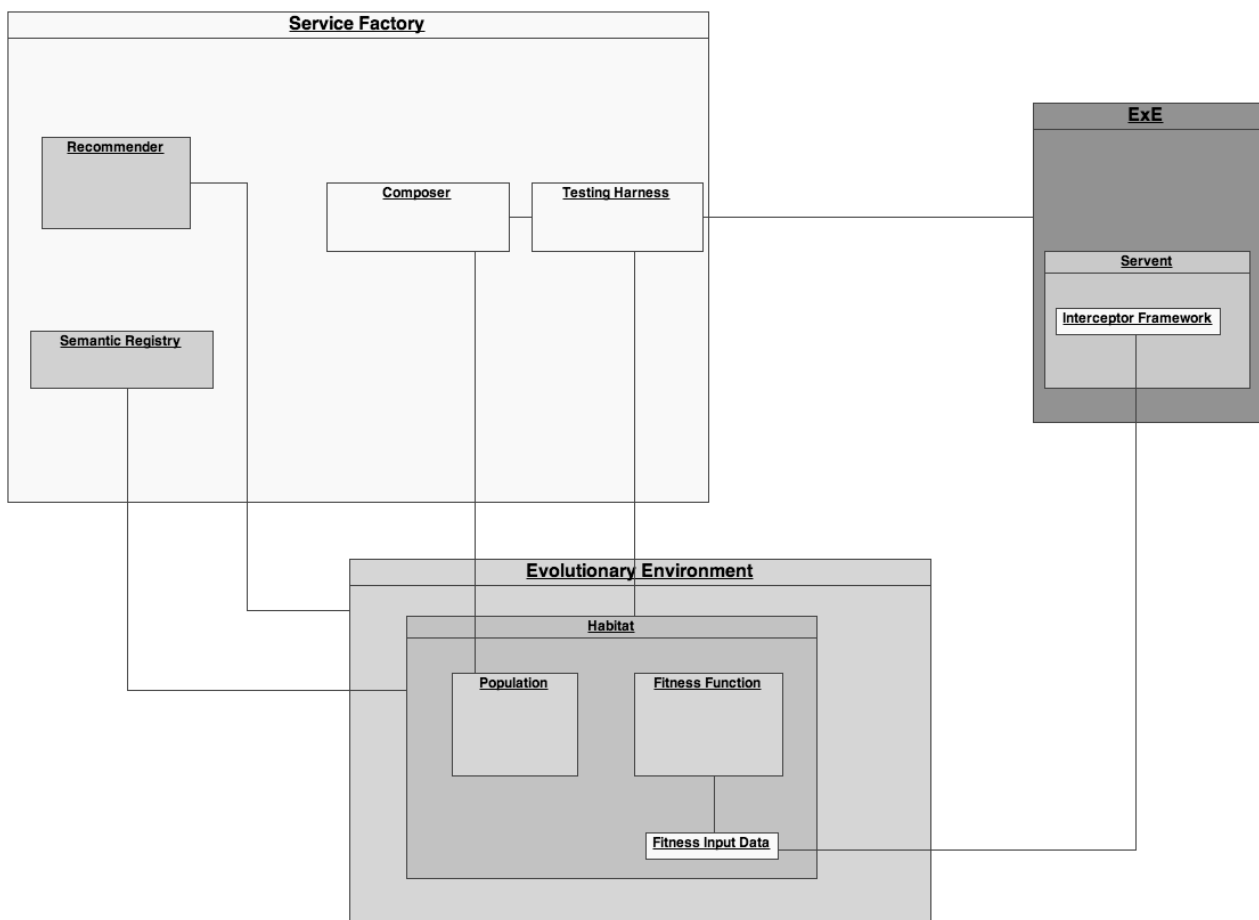 Service Factory
ExE
Recommender
Composer
Testing Harness
Servent
Interceptor Framework
Semantic Registry
Evolutionary Environment
Habitat
Population
Fitness Function
Fitness Input Data